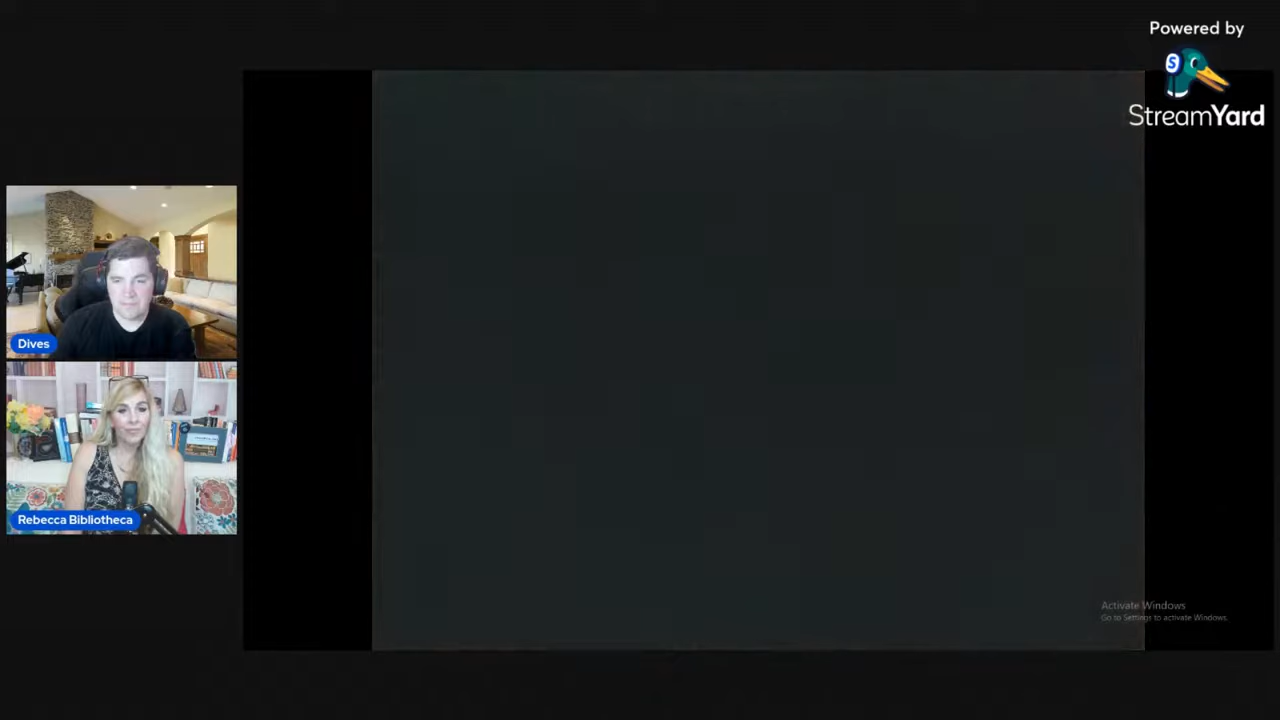 Powered by
S
StreamYard
Dives
Rebecca Bibliotheca
Activate Windows
Go to Settings to activate Windows.